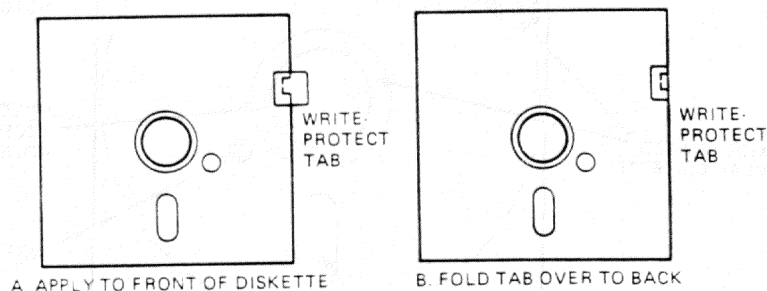 WRITE-
PROTECT
TAB
A. APPLY TO FRONT OF DISKETTE
WRITE-
PROTECT
TAB
B. FOLD TAB OVER TO BACK